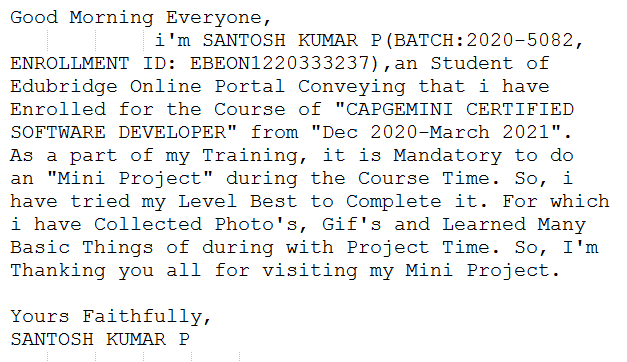 Good Morning Everyone,
i'm SANTOSH KUMAR P(BATCH:2020-5082,
ENROLLMENT ID: EBEON1220333237),an Student of
Edubridge Online Portal Conveying that i have
Enrolled for the Course of "CAPGEMINI CERTIFIED
SOFTWARE DEVELOPER" from "Dec 2020-March 2021".
As a part of my Training, it is Mandatory to do
an "Mini Project" during the Course Time. So, i
have tried my Level Best to Complete it. For which
i have Collected Photo's, Gif's and Learned Many
Basic Things of during with Project Time. So, I'm
Thanking you all for visiting my Mini Project.
Yours Faithfully,
SANTOSH KUMAR P